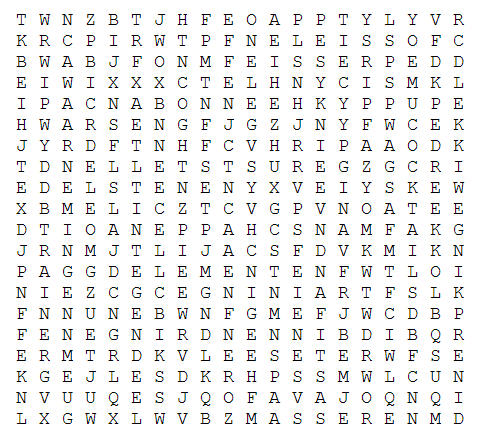 T W N Z B T J H F E O A P P T Y L Y V R
K R C P I R W T P F N E L E I S S O F C
B W A B J F O N M F E I S S E R P E D D
E I W I X X X C T E L H N Y C I S M K L
I P A C N A B O N N E E H K Y P P U P E
H W A R S E N G F J G Z J N Y F W C E K
J Y R D F T N H F C V H R I P A A O D K
T D N E L L E T S T S U R E G Z G C R I
E D E L S T E N E N Y X V E I Y S K E W
X B M E L I C Z T C V G P V N O A T E E
D T I O A N E P P A H C S N A M F A K G
J R N M J T L I J A C S F D V K M I K N
P A G G D E L E M E N T E N F W T L O I
N I E Z C G C E G N I N I A R T F S L K
F N N U N E B W N F G M E F J W C D B P
F E N E G N I R D N E N N I B D I B Q R
E R M T R D K V L E E S E T E R W F S E
K G E J L E S D K R H P S S M W L C U N
N V U U Q E S J Q O F A V A J O Q N Q I
L X G W X L W V B Z M A S S E R E N M D